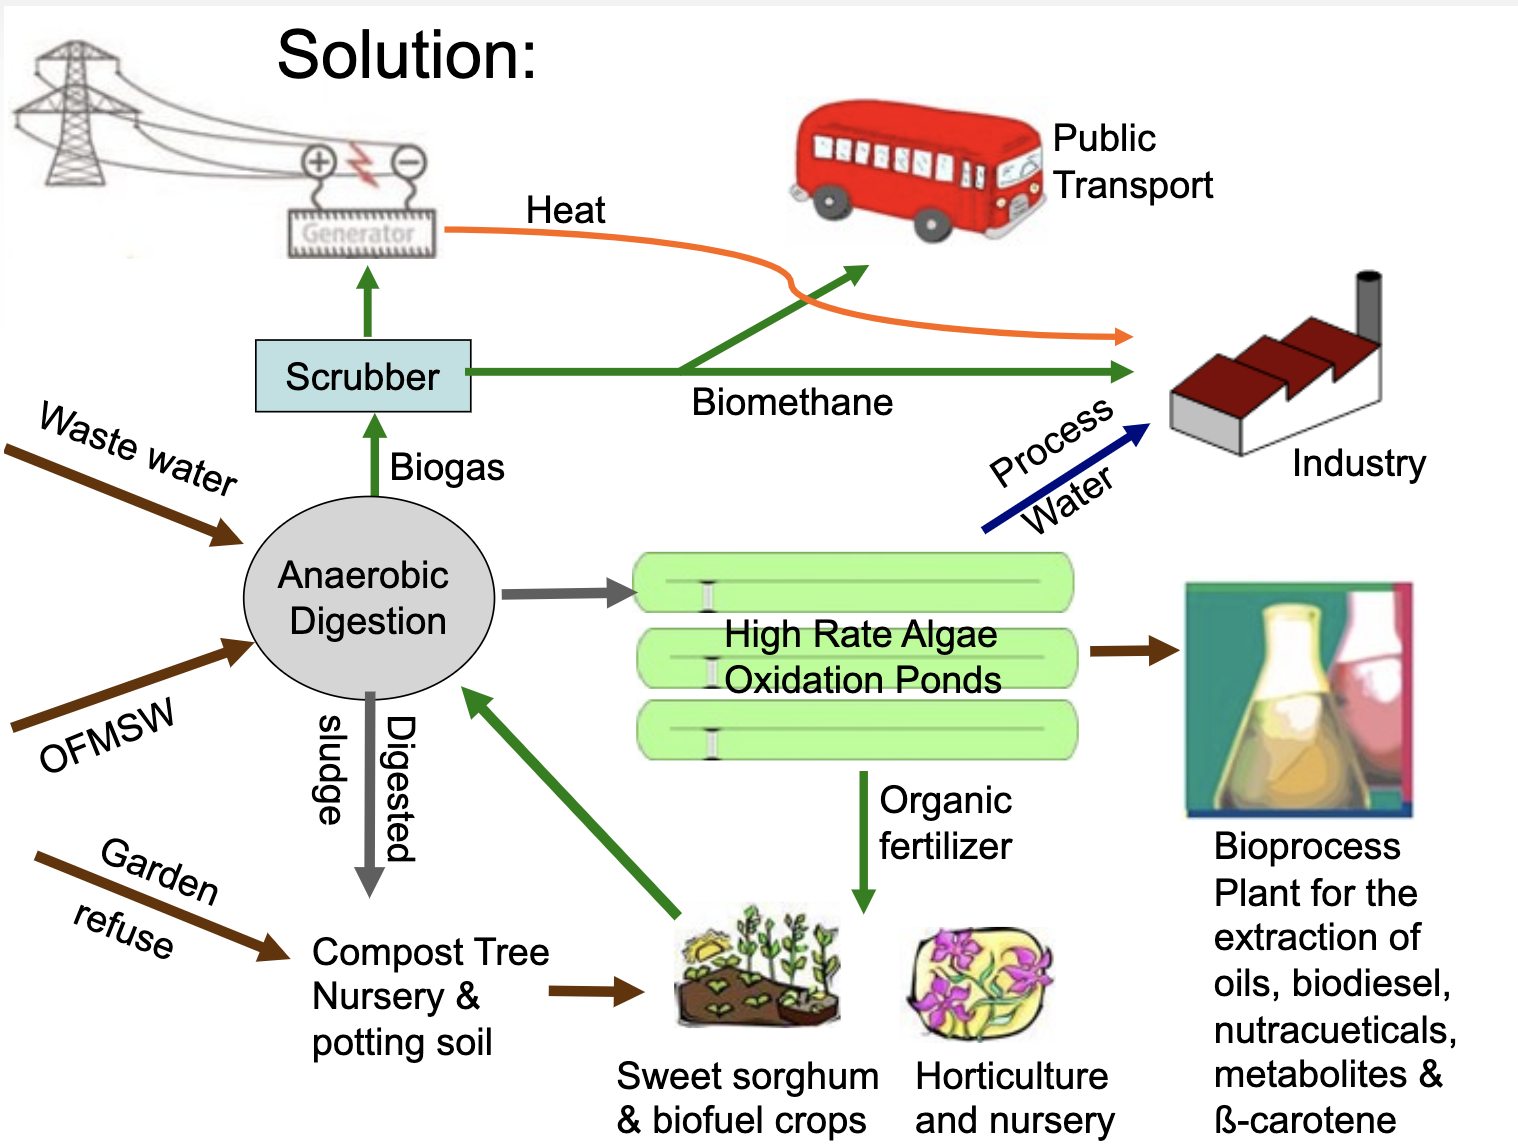 Solution:
Public
Transport
Heat
+
−
Generator
Scrubber
Biomethane
Process
Water
Industry
Waste water
Biogas
Anaerobic
Digestion
High Rate Algae
Oxidation Ponds
OFMSW
Digested
sludge
Organic
fertilizer
Garden
refuse
Compost Tree
Nursery &
potting soil
Sweet sorghum
& biofuel crops
Horticulture
and nursery
Bioprocess
Plant for the
extraction of
oils, biodiesel,
nutracueticals,
metabolites &
ß-carotene